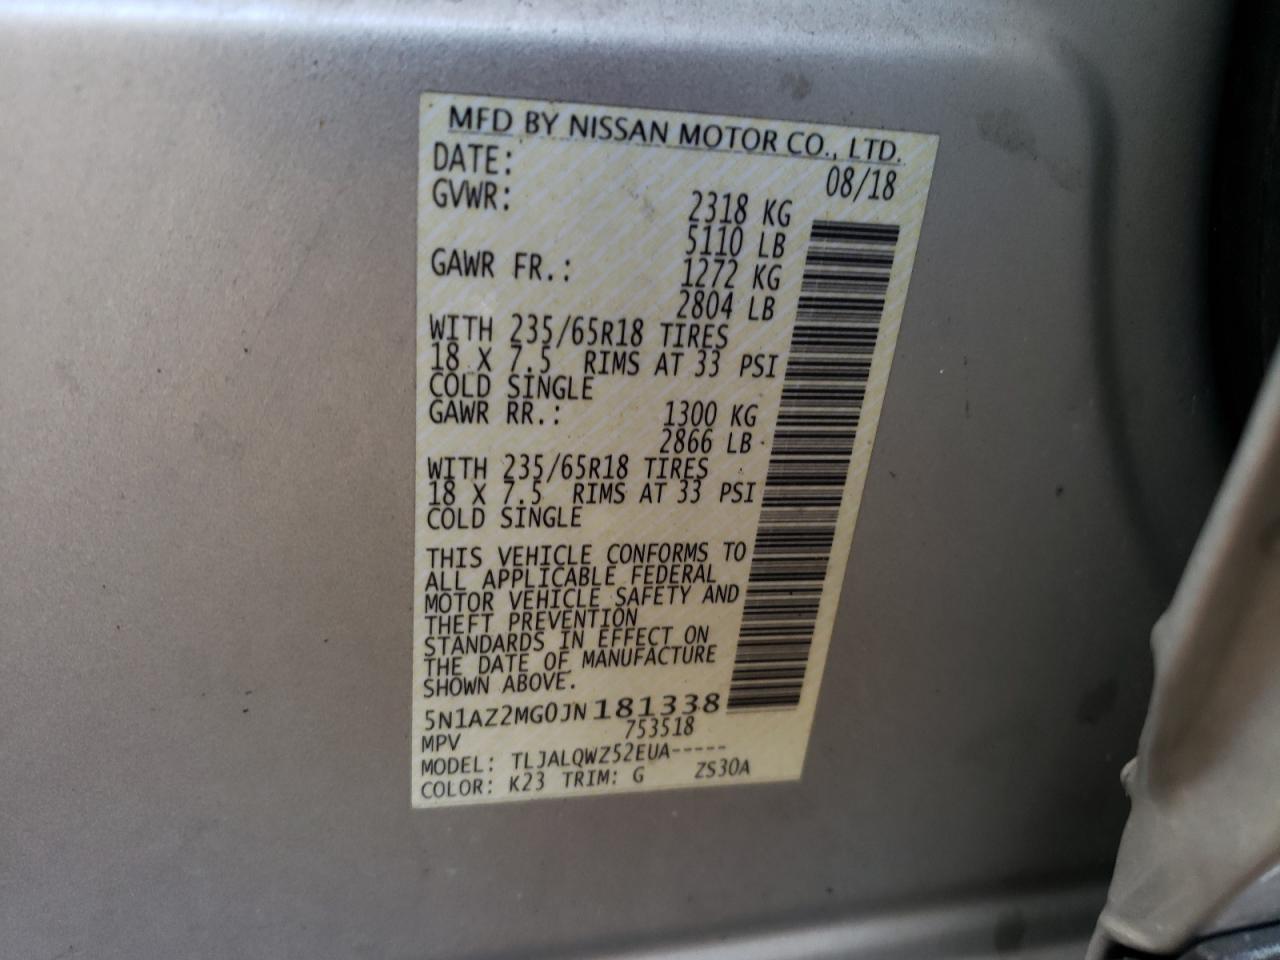 MFD BY NISSAN MOTOR CO., LTD.
DATE: 08/18
GVWR: 2318 KG
5110 LB
GAWR FR.: 1272 KG
2804 LB
WITH 235/65R18 TIRES
18 X 7.5 RIMS AT 33 PSI
COLD SINGLE
GAWR RR.: 1300 KG
2866 LB
WITH 235/65R18 TIRES
18 X 7.5 RIMS AT 33 PSI
COLD SINGLE
THIS VEHICLE CONFORMS TO
ALL APPLICABLE FEDERAL
MOTOR VEHICLE SAFETY AND
THEFT PREVENTION
STANDARDS IN EFFECT ON
THE DATE OF MANUFACTURE
SHOWN ABOVE.
5N1AZ2MG0JN181338
MPV 753518
MODEL: TLJALQWZ52EUA-----
COLOR: K23 TRIM: G ZS30A